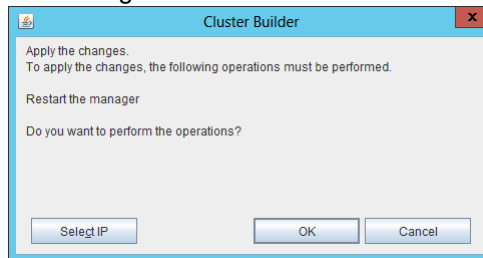 Cluster Builder
x
Apply the changes.
To apply the changes, the following operations must be performed.
Restart the manager
Do you want to perform the operations?
Select IP
OK
Cancel